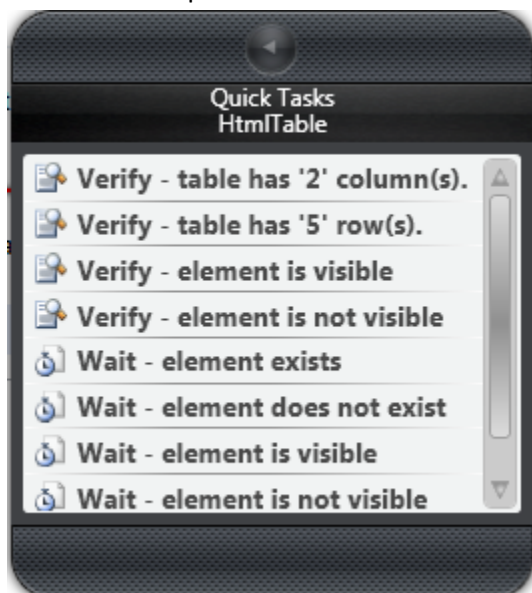 Quick Tasks
HtmlTable
Verify - table has '2' column(s).
Verify - table has '5' row(s).
Verify - element is visible
Verify - element is not visible
Wait - element exists
Wait - element does not exist
Wait - element is visible
Wait - element is not visible